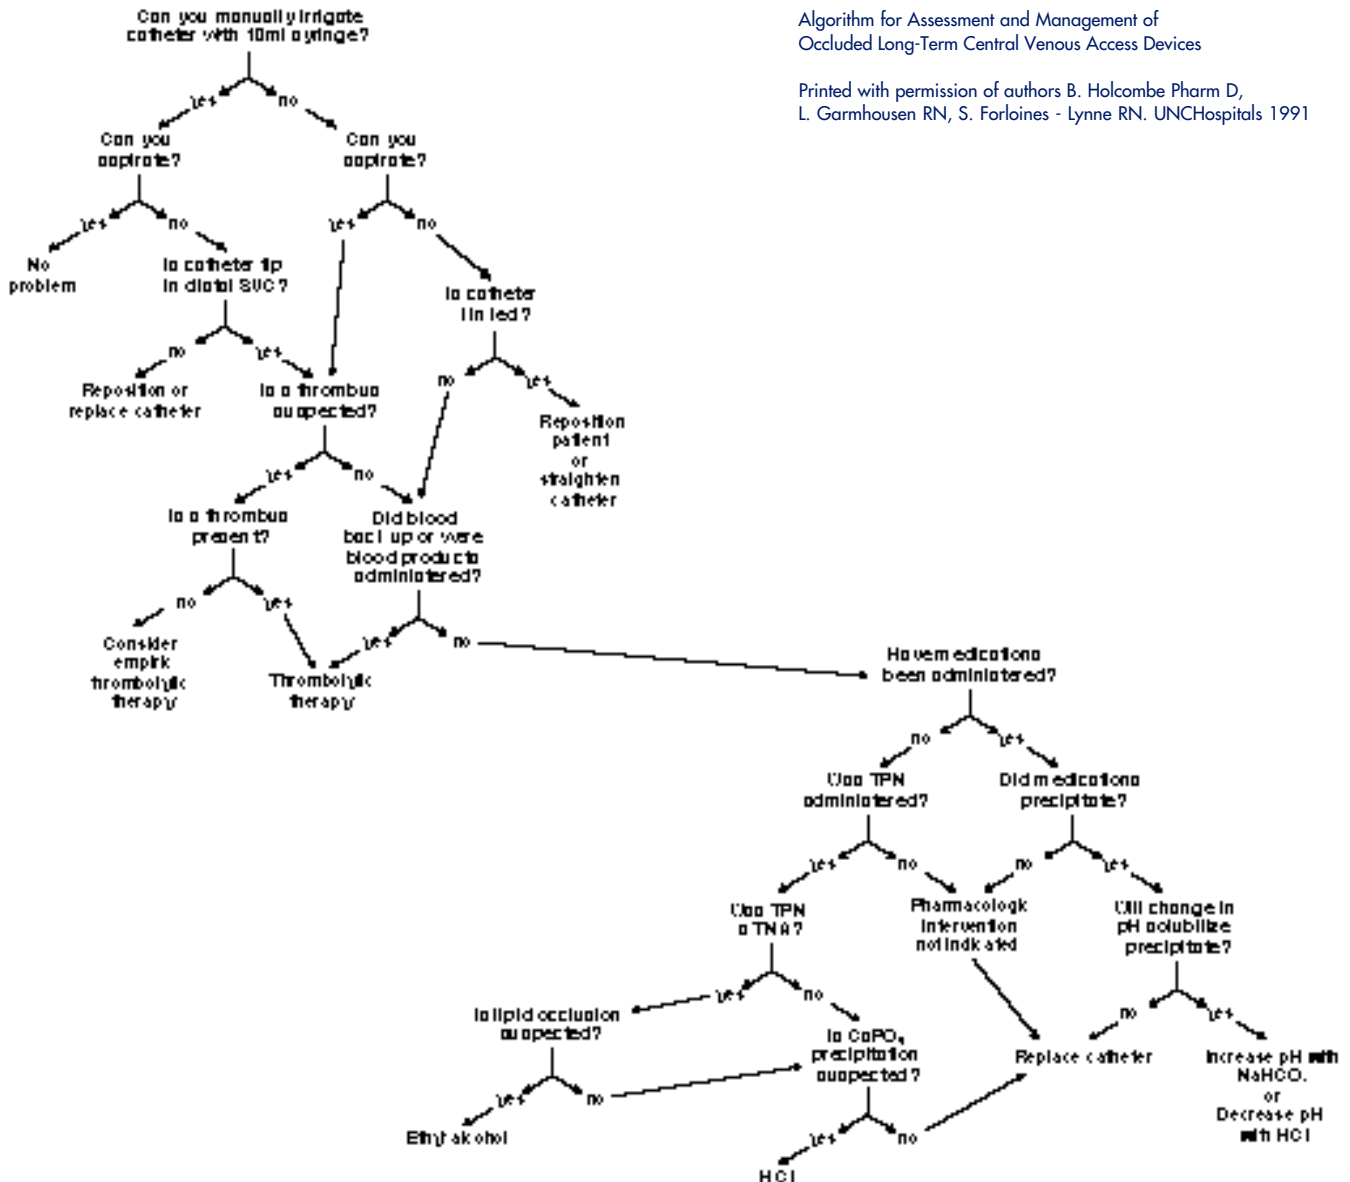 Algorithm for Assessment and Management of
Occluded Long-Term Central Venous Access Devices
Printed with permission of authors B. Holcombe Pharm D,
L. Garmhousen RN, S. Forloines - Lynne RN. UNCHospitals 1991
Can you manually irrigate
catheter with 10ml syringe?
yes
no
Can you
aspirate?
Can you
aspirate?
yes
no
yes
no
No
problem
Is catheter tip
in distal SVC?
Is catheter
kinked?
no
yes
no
yes
Reposition or
replace catheter
Is a thrombus
suspected?
Reposition
patient
or
straighten
catheter
yes
no
Is a thrombus
present?
Did blood
back up or were
blood products
administered?
no
yes
yes
no
Consider
empiric
thrombolytic
therapy
Thrombolytic
therapy
Have medications
been administered?
no
yes
Was TPN
administered?
Did medications
precipitate?
yes
no
no
yes
Was TPN
a TNA?
Pharmacologic
intervention
not indicated
Will change in
pH solubilize
precipitate?
yes
no
no
yes
Is lipid occlusion
suspected?
Is CaPO4
precipitation
suspected?
Replace catheter
Increase pH with
NaHCO3
or
Decrease pH
with HCl
yes
no
yes
no
Ethyl alcohol
HCl